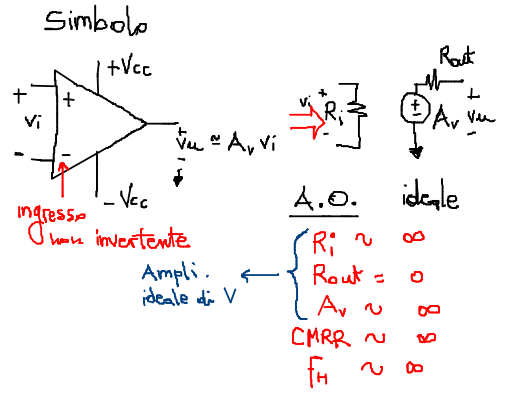 Simbolo
+Vcc
+ +
vi
- -
+
vu ≃ Av vi
-
-Vcc
ingresso
non invertente
vi + Ri -
Rout
+ - Av + vu -
A.O. ideale
Ri ~ ∞
Rout = 0
Av ~ ∞
CMRR ~ ∞
FH ~ ∞
Ampli.
ideale di V